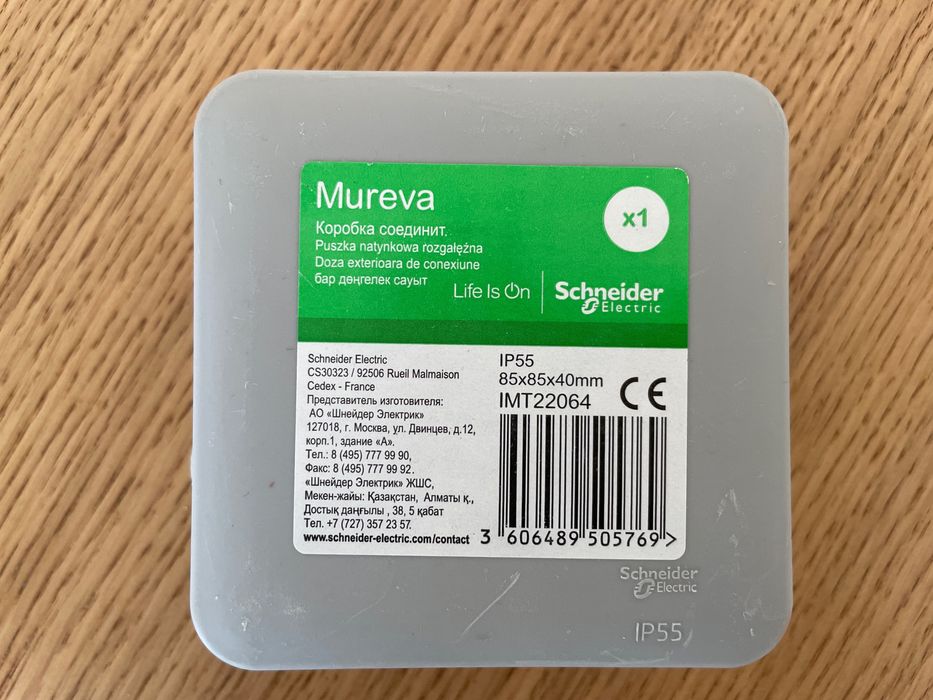 Mureva
x1
Коробка соединит.
Puszka natynkowa rozgałęźna
Doza exterioara de conexiune
бар дөңгелек сауыт
Life Is On
Schneider
Electric
Schneider Electric
CS30323 / 92506 Rueil Malmaison
Cedex - France
Представитель изготовителя:
АО «Шнейдер Электрик»
127018, г. Москва, ул. Двинцев, д.12,
корп.1, здание «А».
Тел.: 8 (495) 777 99 90,
Факс: 8 (495) 777 99 92.
«Шнейдер Электрик» ЖШС,
Мекен-жайы: Қазақстан, Алматы қ.,
Достық даңғылы , 38, 5 қабат
Тел. +7 (727) 357 23 57.
www.schneider-electric.com/contact
IP55
85x85x40mm
IMT22064
CE
3 606489 505769 >
Schneider
Electric
IP55